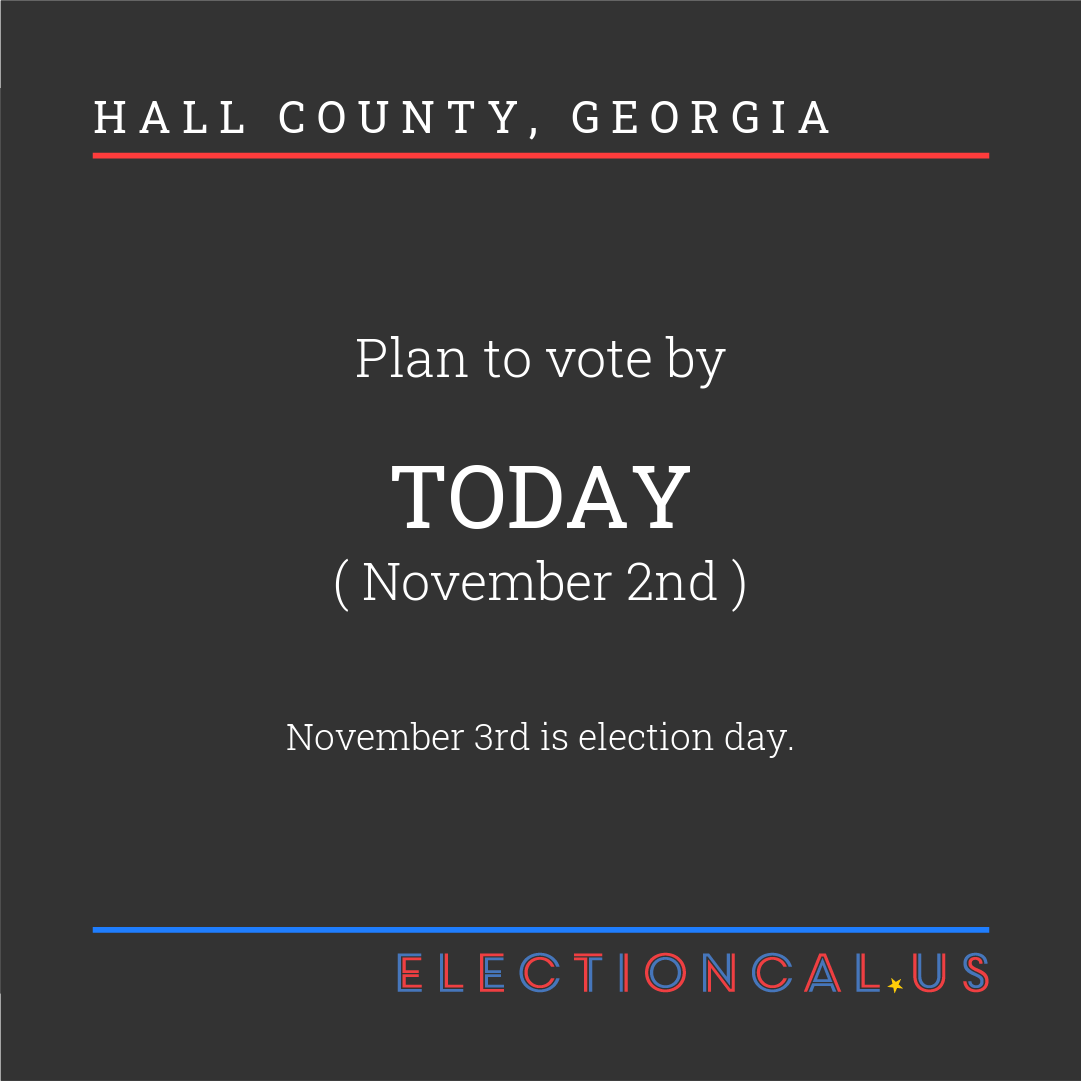 HALL COUNTY, GEORGIA
Plan to vote by
TODAY
( November 2nd )
November 3rd is election day.
ELECTIONCAL.US